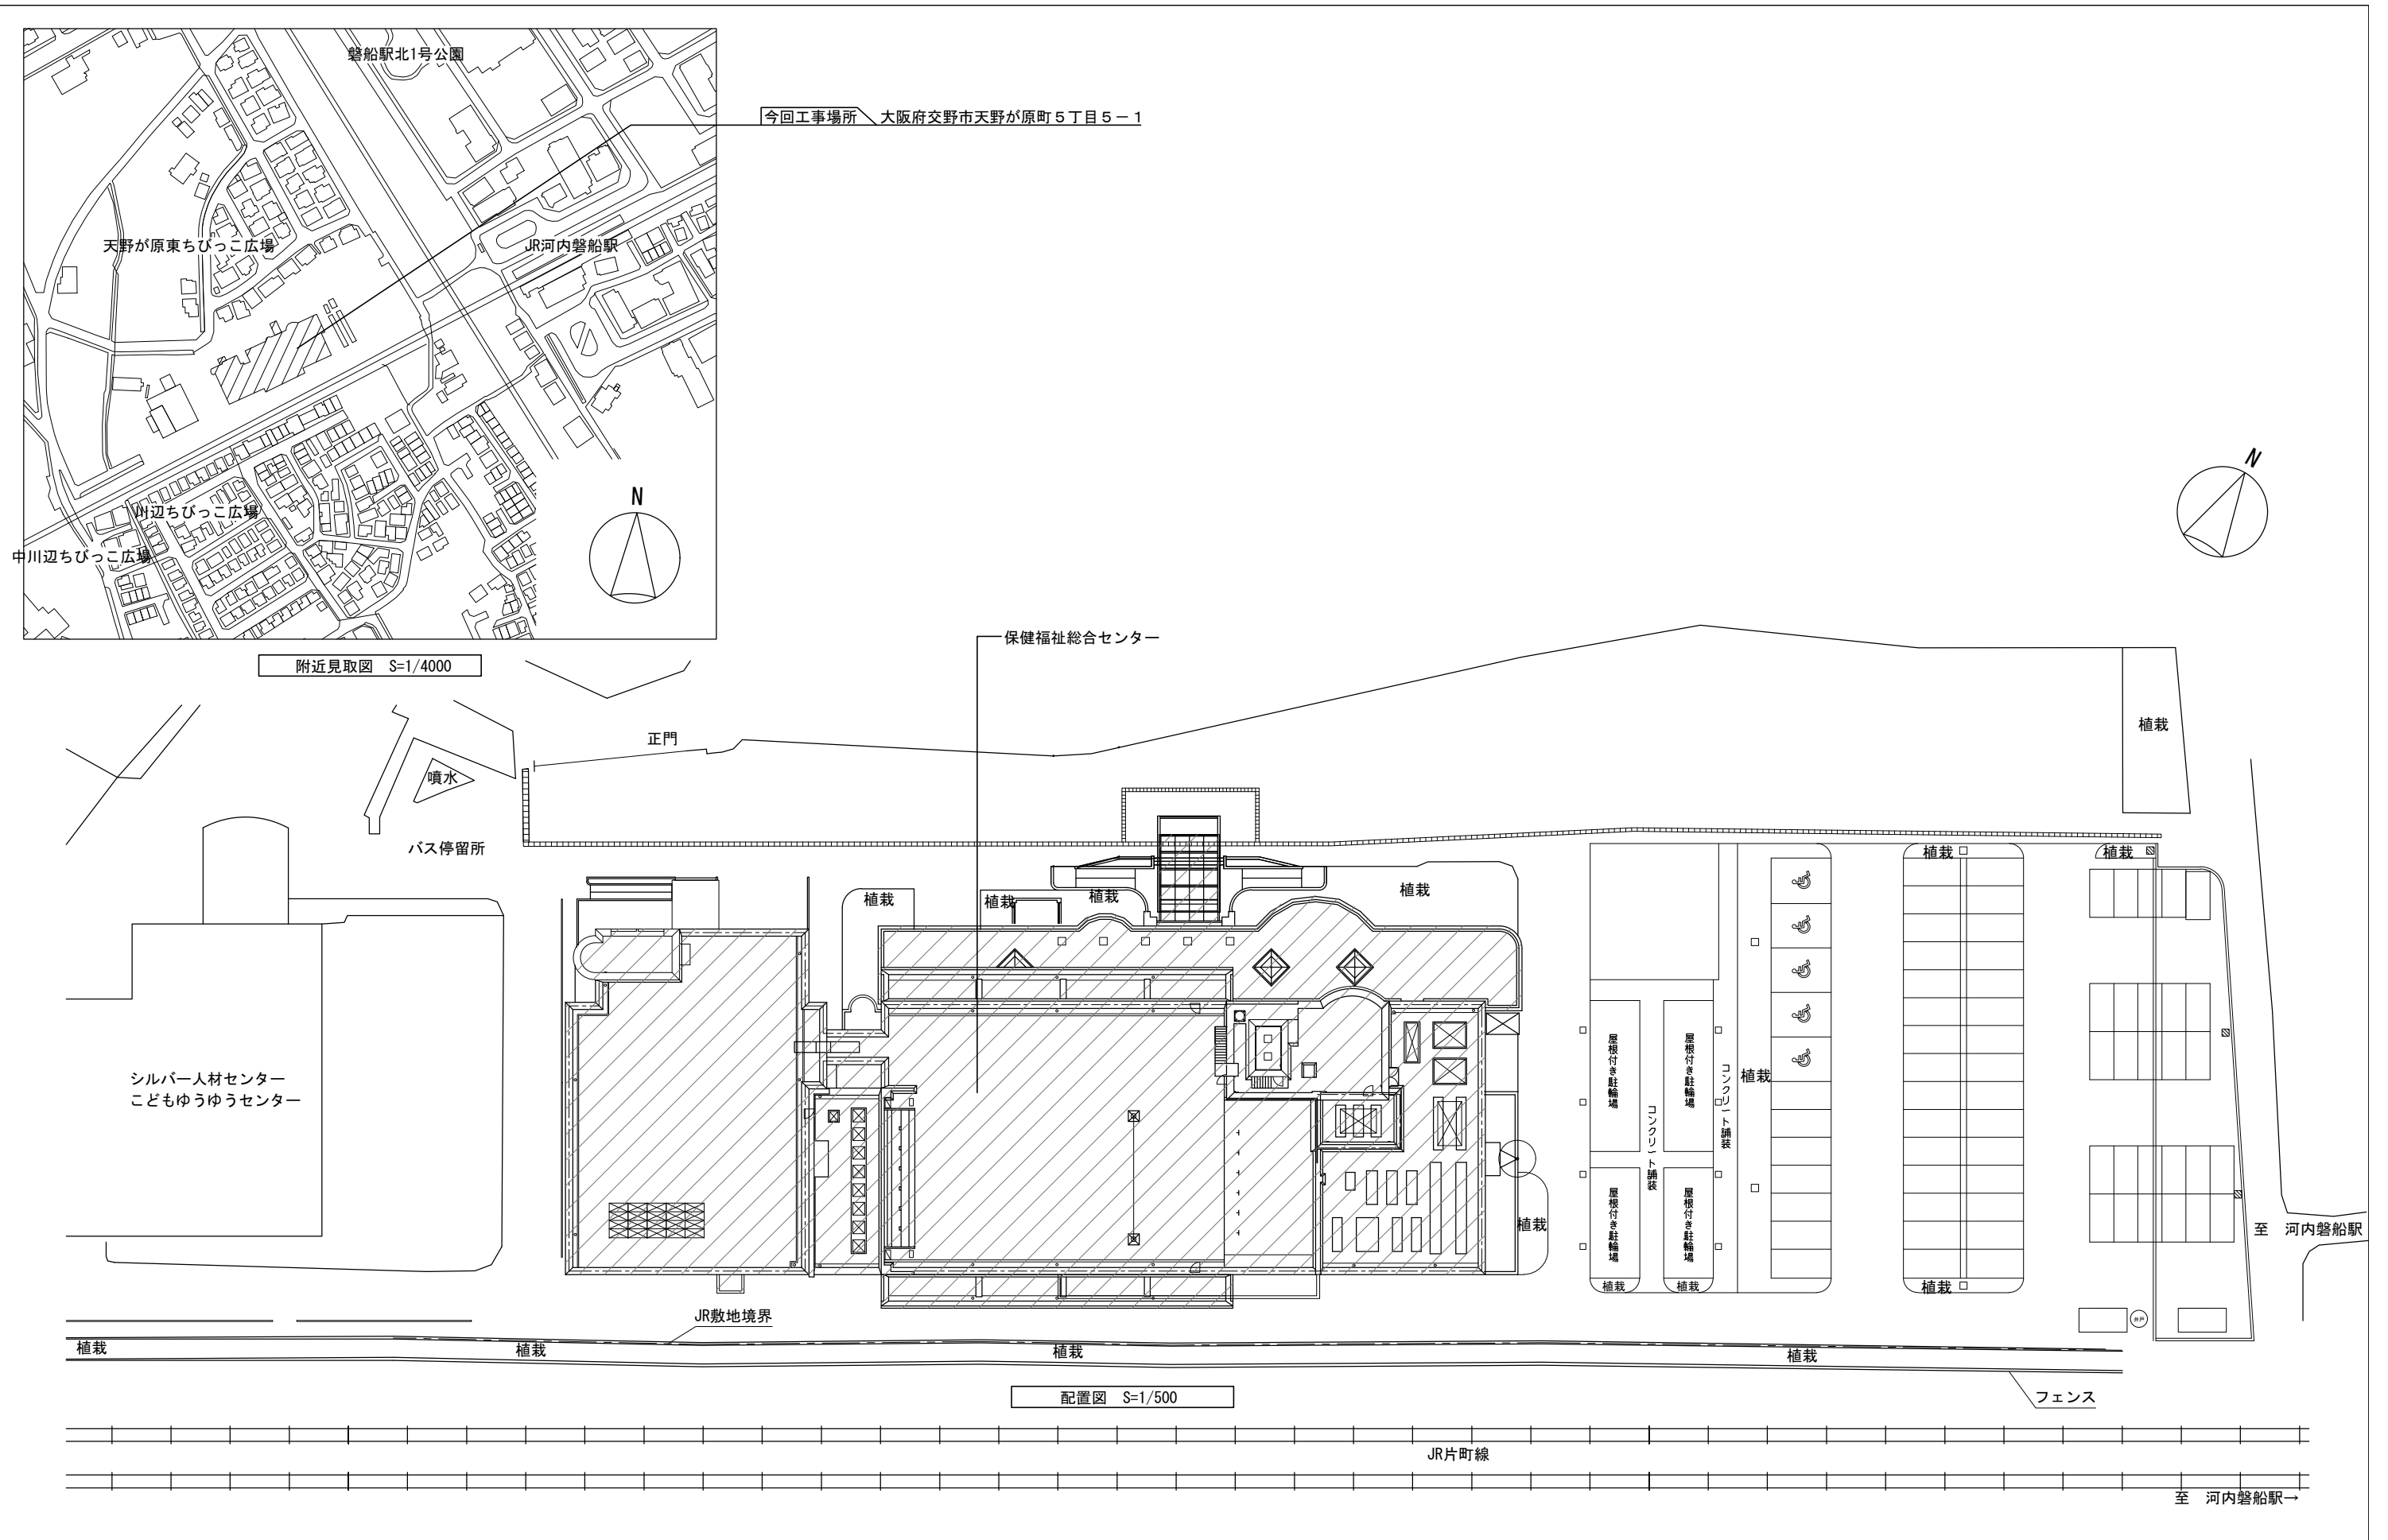 磐船駅北1号公園
今回工事場所 大阪府交野市天野が原町５丁目５－１
天野が原東ちびっこ広場
JR河内磐船駅
川辺ちびっこ広場
中川辺ちびっこ広場
N
附近見取図 S=1/4000
N
保健福祉総合センター
正門
植栽
噴水
バス停留所
植栽
植栽
植栽
植栽
植栽
植栽
シルバー人材センター
こどもゆうゆうセンター
屋根付き駐輪場
屋根付き駐輪場
コンクリート舗装
コンクリート舗装
植栽
屋根付き駐輪場
屋根付き駐輪場
植栽
植栽
植栽
植栽
至 河内磐船駅
井戸
JR敷地境界
植栽
植栽
植栽
植栽
配置図 S=1/500
フェンス
JR片町線
至 河内磐船駅→